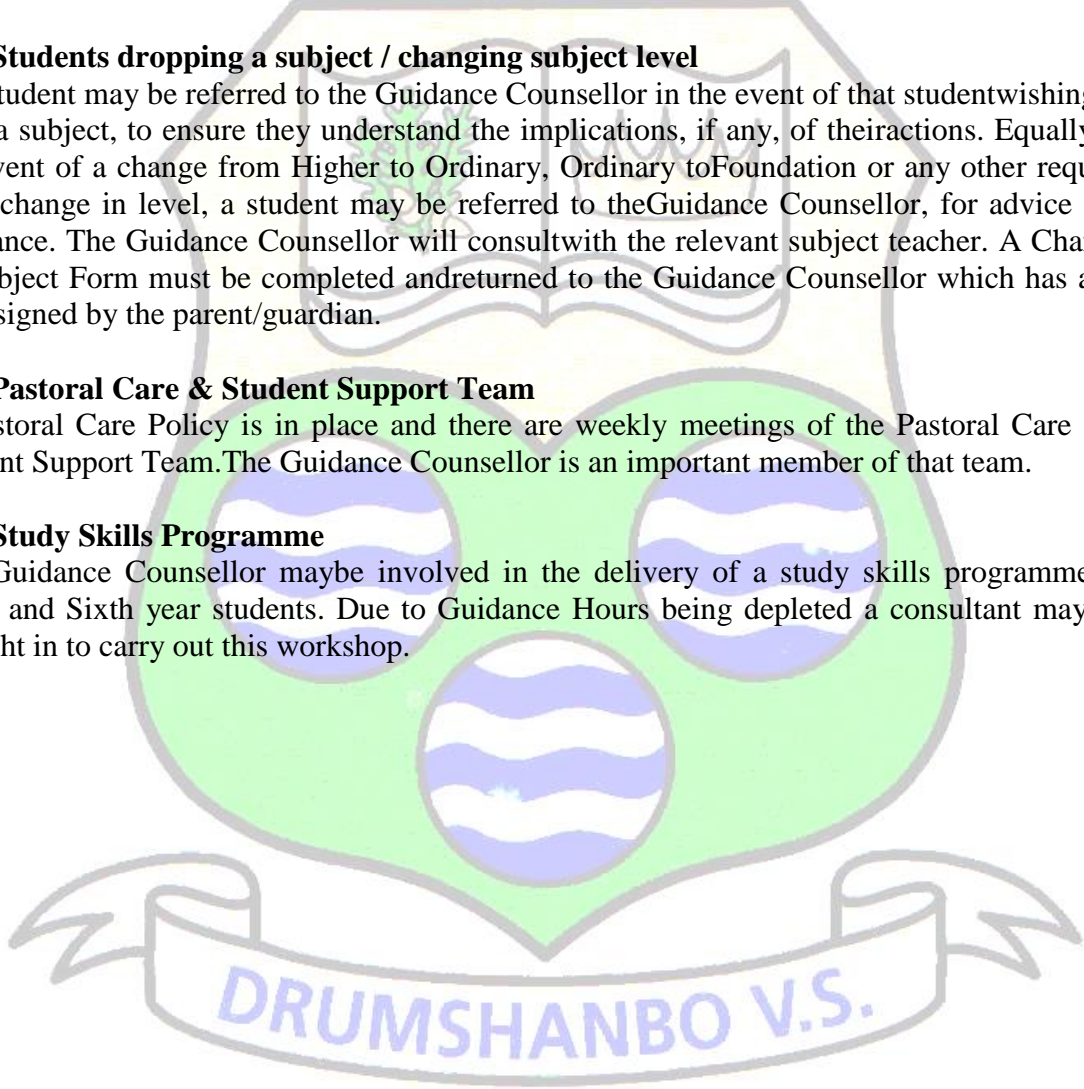 Students dropping a subject / changing subject level
tudent may be referred to the Guidance Counsellor in the event of that studentwishing
a subject, to ensure they understand the implications, if any, of theiractions. Equally
vent of a change from Higher to Ordinary, Ordinary toFoundation or any other requ
change in level, a student may be referred to theGuidance Counsellor, for advice
ance. The Guidance Counsellor will consultwith the relevant subject teacher. A Cha
bject Form must be completed andreturned to the Guidance Counsellor which has a
signed by the parent/guardian.
Pastoral Care & Student Support Team
storal Care Policy is in place and there are weekly meetings of the Pastoral Care
nt Support Team.The Guidance Counsellor is an important member of that team.
Study Skills Programme
Guidance Counsellor maybe involved in the delivery of a study skills programme
and Sixth year students. Due to Guidance Hours being depleted a consultant may
ht in to carry out this workshop.
DRUMSHANBO V.S.